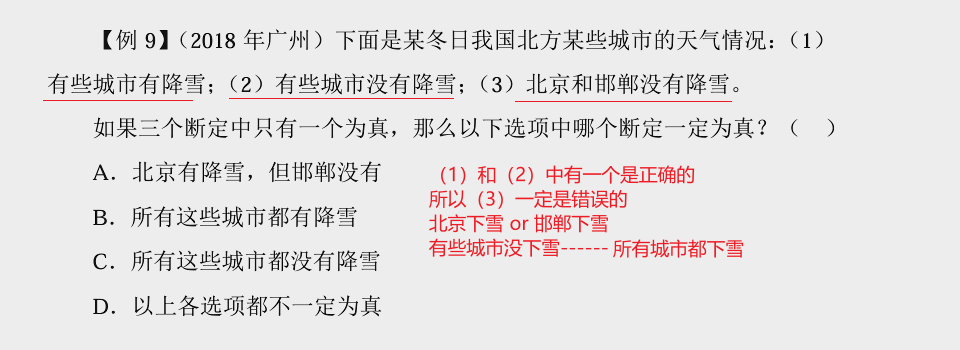 【例 9】（2018 年广州）下面是某冬日我国北方某些城市的天气情况：（1）
有些城市有降雪；（2）有些城市没有降雪；（3）北京和邯郸没有降雪。
如果三个断定中只有一个为真，那么以下选项中哪个断定一定为真？（ ）
A．北京有降雪，但邯郸没有
B．所有这些城市都有降雪
C．所有这些城市都没有降雪
D．以上各选项都不一定为真
（1）和（2）中有一个是正确的
所以（3）一定是错误的
北京下雪 or 邯郸下雪
有些城市没下雪------ 所有城市都下雪